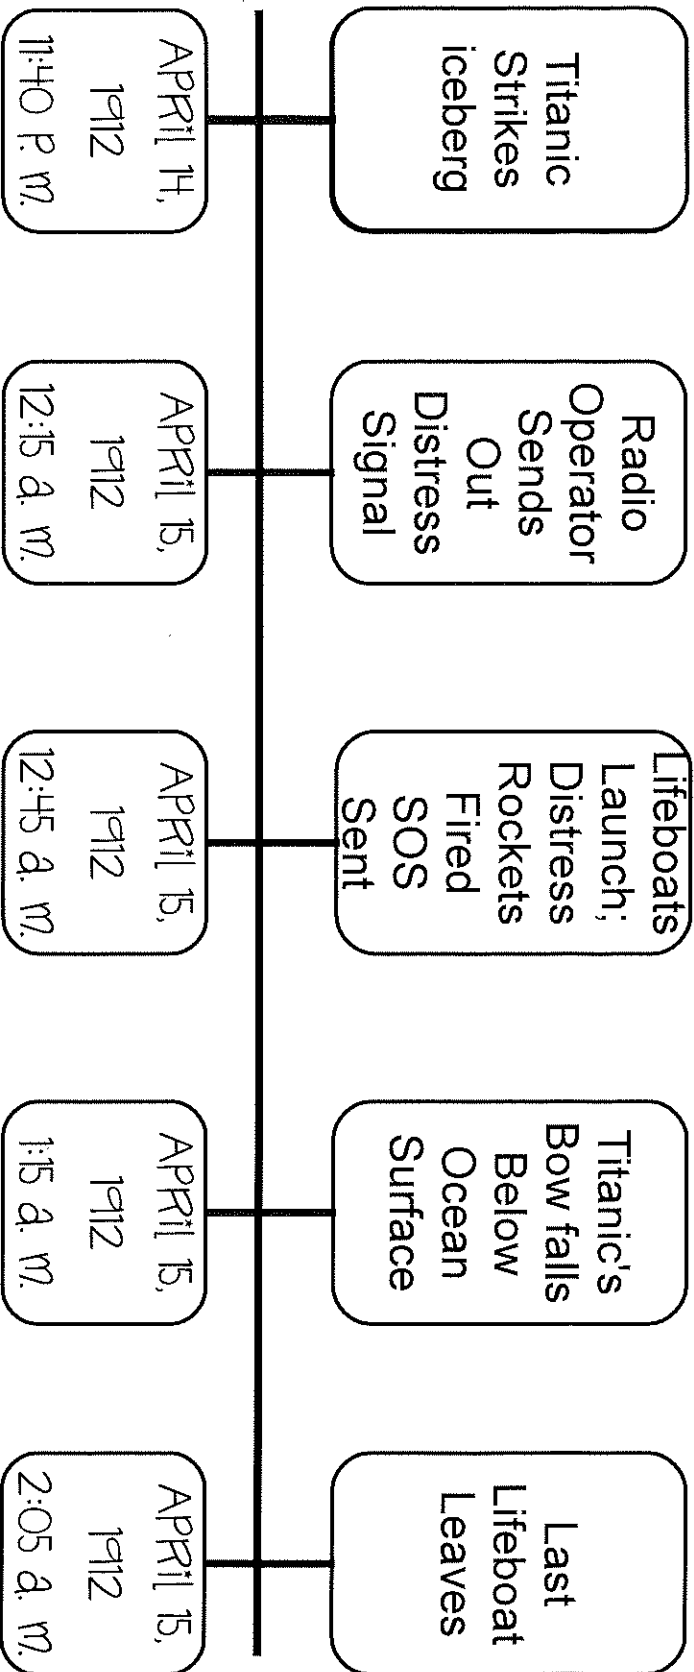 Titanic
Strikes
iceberg
APRil 14,
1912
11:40 P. m.
Radio
Operator
Sends
Out
Distress
Signal
APRil 15,
1912
12:15 a. m.
Lifeboats
Launch;
Distress
Rockets
Fired
SOS
Sent
APRil 15,
1912
12:45 a. m.
Titanic's
Bow falls
Below
Ocean
Surface
APRil 15,
1912
1:15 a. m.
Last
Lifeboat
Leaves
APRil 15,
1912
2:05 a. m.